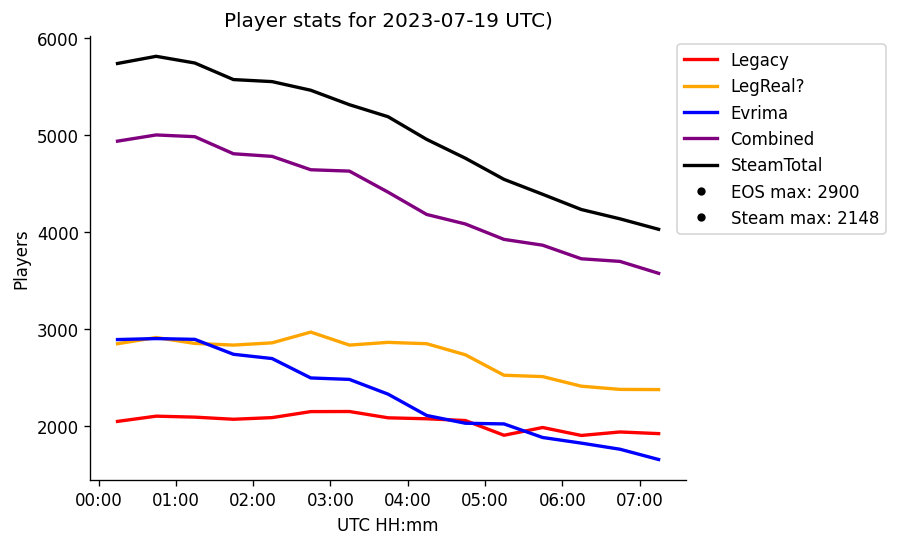 Player stats for 2023-07-19 UTC)
6000
5000
4000
3000
2000
Players
00:00 01:00 02:00 03:00 04:00 05:00 06:00 07:00
UTC HH:mm
Legacy
LegReal?
Evrima
Combined
SteamTotal
EOS max: 2900
Steam max: 2148